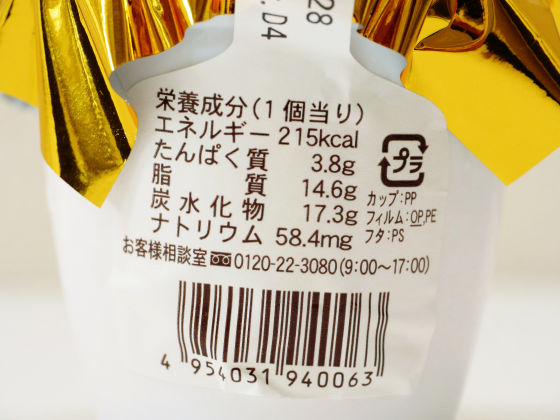 28
.04
栄養成分(1個当り)
エネルギー 215kcal
たんぱく質 3.8g
脂質 14.6g
炭水化物 17.3g
ナトリウム 58.4mg
プラ
カップ:PP
フィルム:OP,PE
フタ:PS
お客様相談室 0120-22-3080(9:00〜17:00)
4 954031 940063